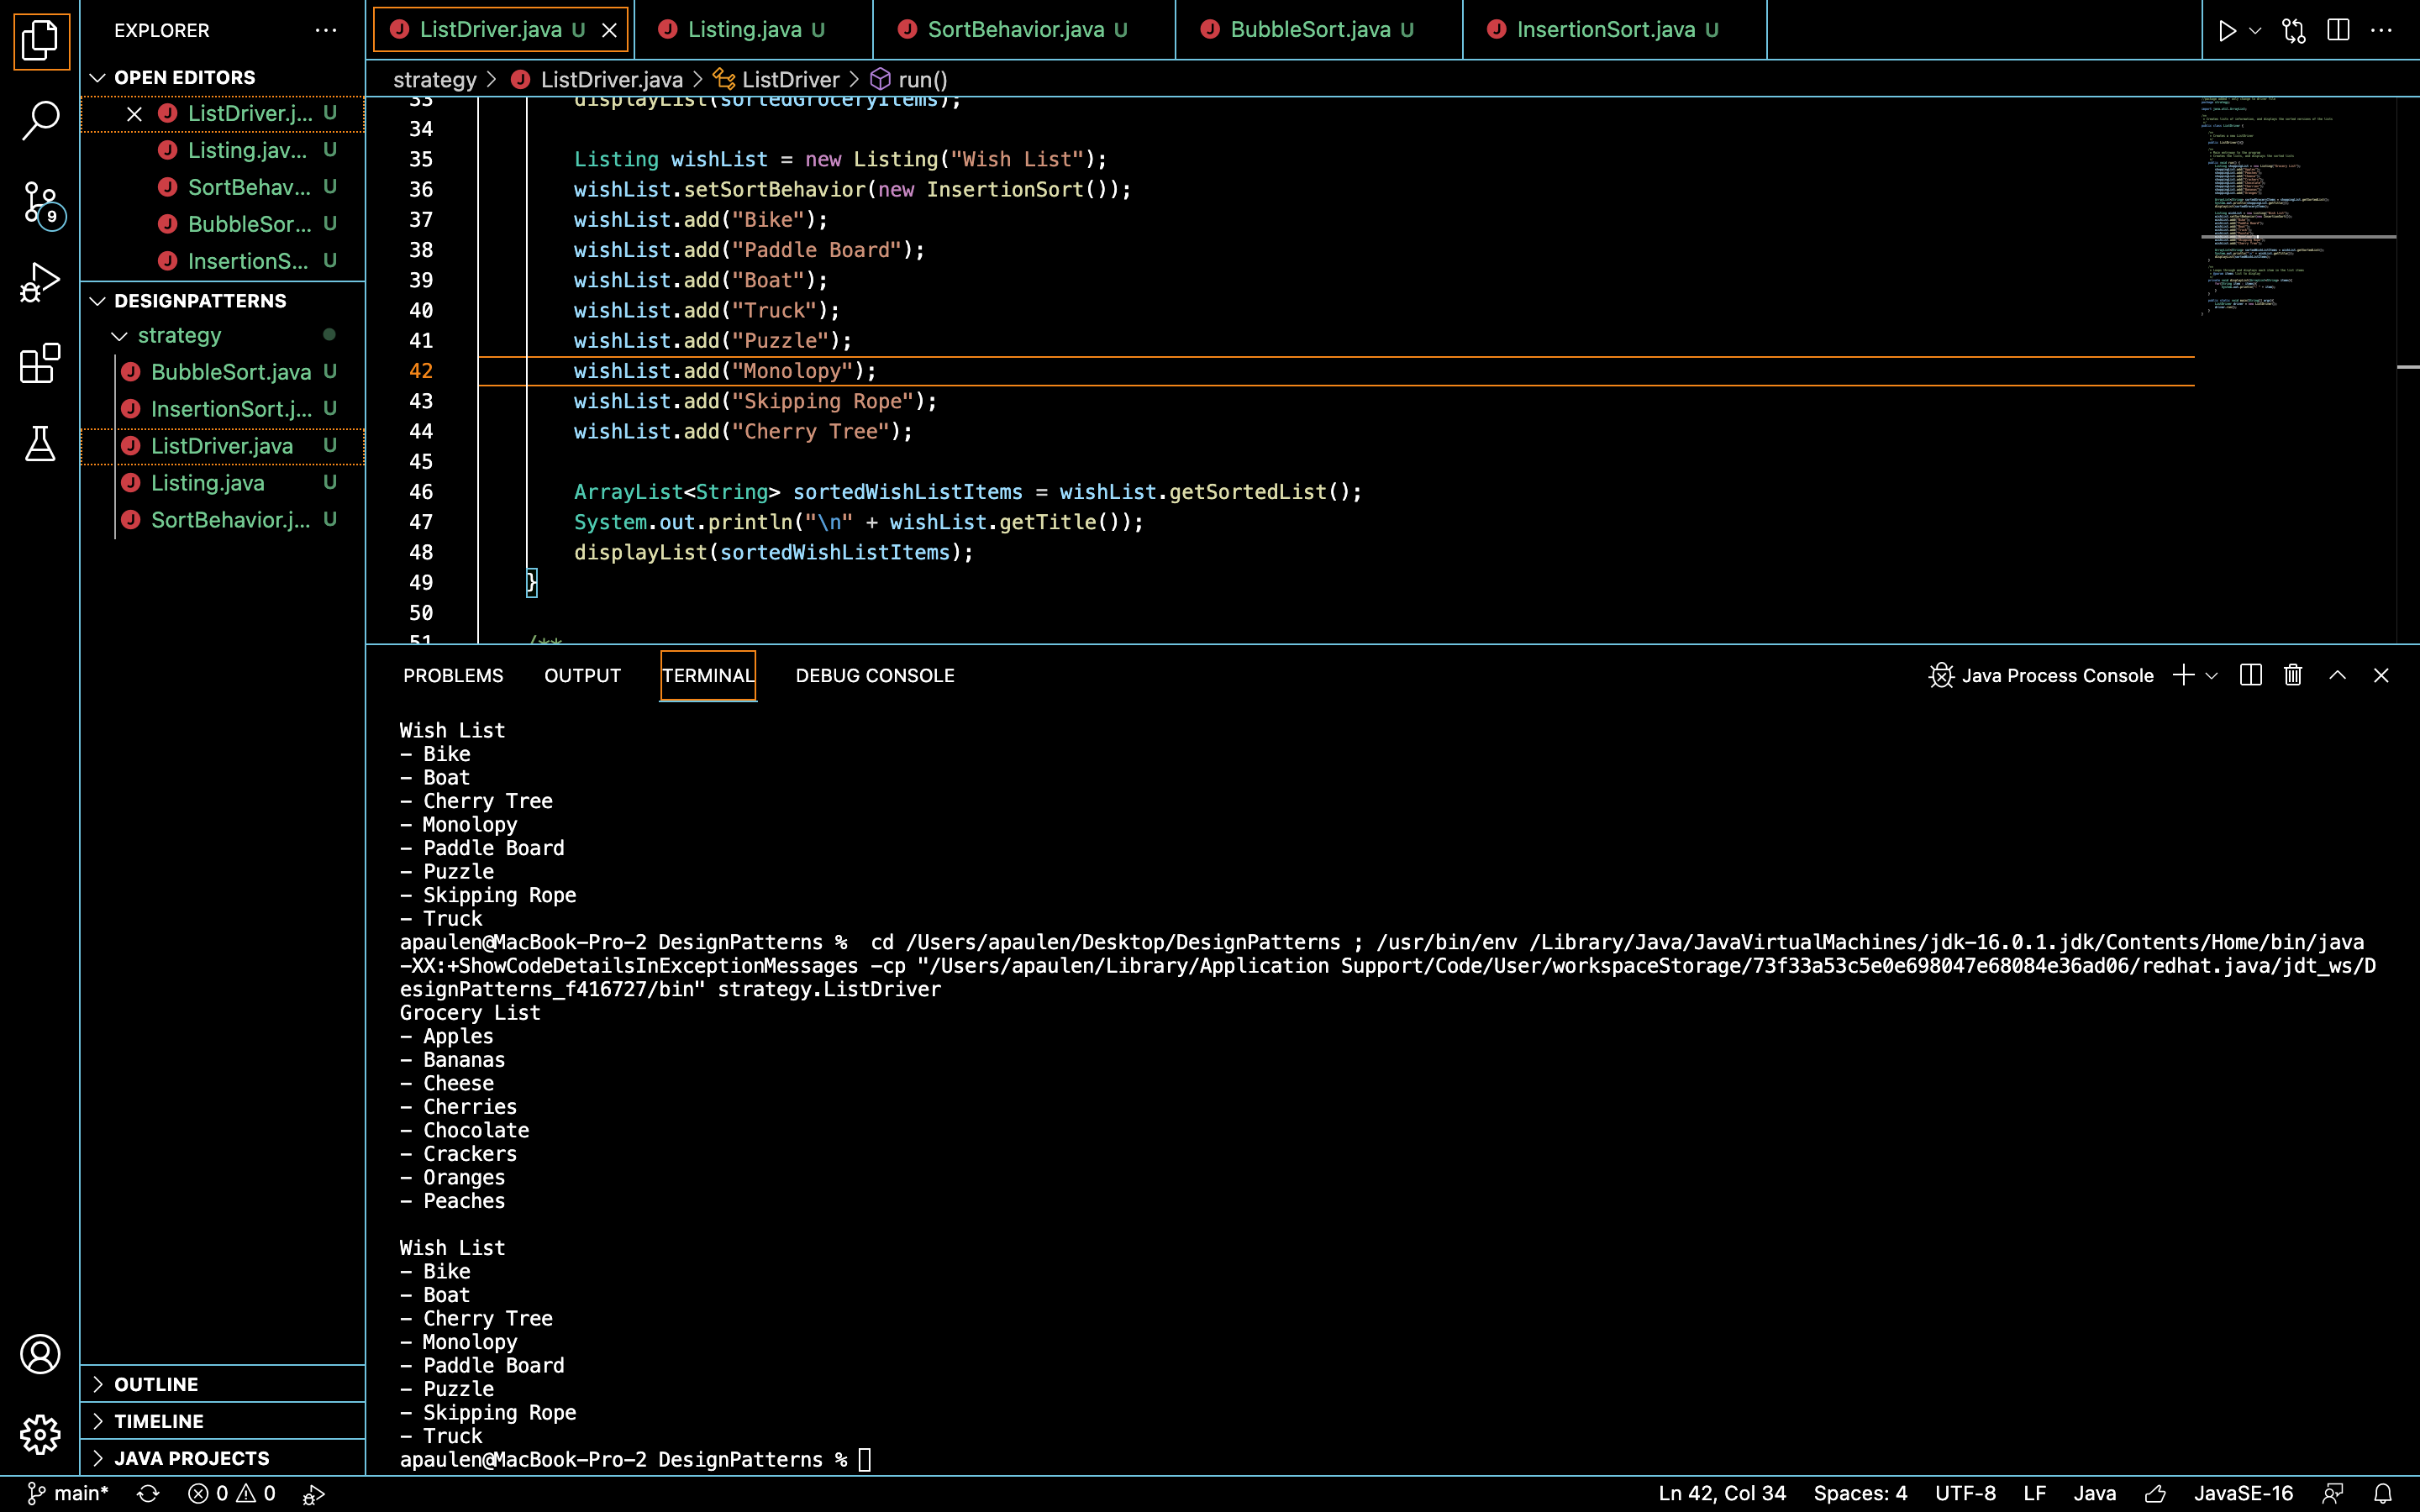 EXPLORER
OPEN EDITORS
ListDriver.j... U
Listing.jav... U
SortBehav... U
BubbleSor... U
InsertionS... U
DESIGNPATTERNS
strategy
BubbleSort.java U
InsertionSort.j... U
ListDriver.java U
Listing.java U
SortBehavior.j... U
OUTLINE
TIMELINE
JAVA PROJECTS
ListDriver.java U Listing.java U SortBehavior.java U BubbleSort.java U InsertionSort.java U
strategy > ListDriver.java > ListDriver > run()
33 displayList(sortedGroceryItems);
34
35 Listing wishList = new Listing("Wish List");
36 wishList.setSortBehavior(new InsertionSort());
37 wishList.add("Bike");
38 wishList.add("Paddle Board");
39 wishList.add("Boat");
40 wishList.add("Truck");
41 wishList.add("Puzzle");
42 wishList.add("Monolopy");
43 wishList.add("Skipping Rope");
44 wishList.add("Cherry Tree");
45
46 ArrayList<String> sortedWishListItems = wishList.getSortedList();
47 System.out.println("\n" + wishList.getTitle());
48 displayList(sortedWishListItems);
49 }
50
51 /**
PROBLEMS OUTPUT TERMINAL DEBUG CONSOLE Java Process Console
Wish List
- Bike
- Boat
- Cherry Tree
- Monolopy
- Paddle Board
- Puzzle
- Skipping Rope
- Truck
apaulen@MacBook-Pro-2 DesignPatterns % cd /Users/apaulen/Desktop/DesignPatterns ; /usr/bin/env /Library/Java/JavaVirtualMachines/jdk-16.0.1.jdk/Contents/Home/bin/java
-XX:+ShowCodeDetailsInExceptionMessages -cp "/Users/apaulen/Library/Application Support/Code/User/workspaceStorage/73f33a53c5e0e698047e68084e36ad06/redhat.java/jdt_ws/D
esignPatterns_f416727/bin" strategy.ListDriver
Grocery List
- Apples
- Bananas
- Cheese
- Cherries
- Chocolate
- Crackers
- Oranges
- Peaches
Wish List
- Bike
- Boat
- Cherry Tree
- Monolopy
- Paddle Board
- Puzzle
- Skipping Rope
- Truck
apaulen@MacBook-Pro-2 DesignPatterns %
9
main* 0 0 Ln 42, Col 34 Spaces: 4 UTF-8 LF Java JavaSE-16